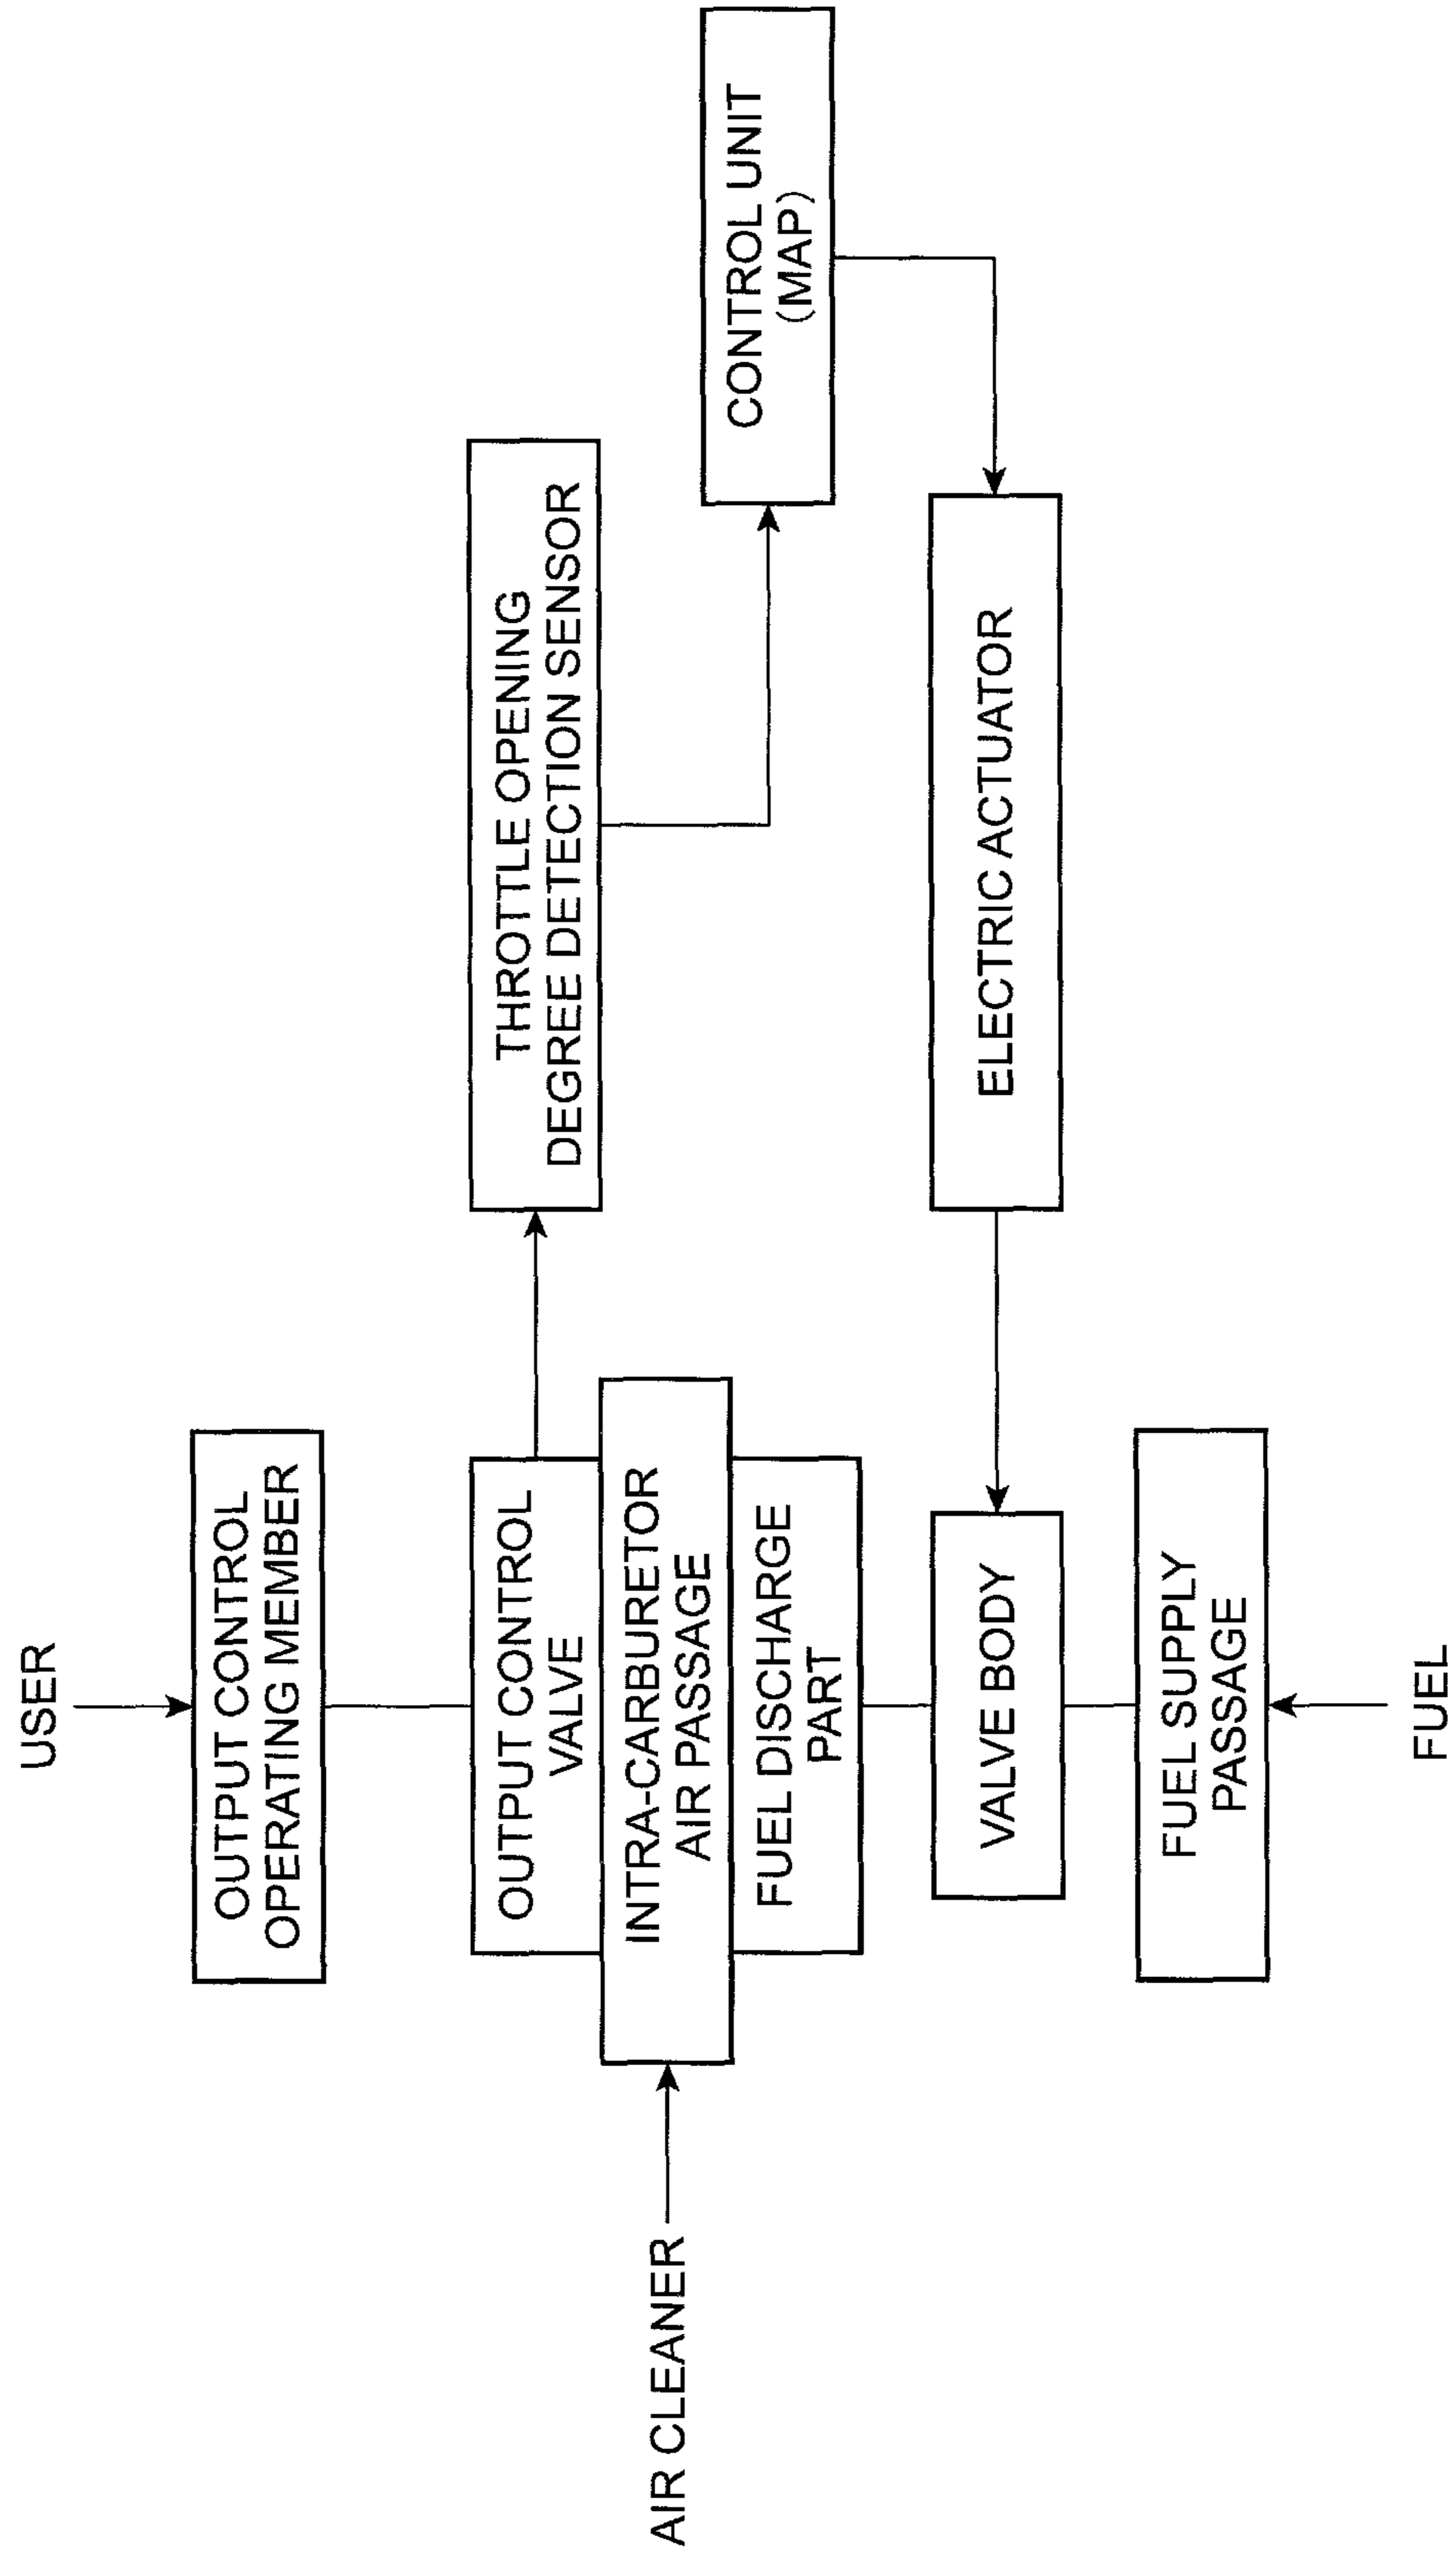 USER
OUTPUT CONTROL
OPERATING MEMBER
OUTPUT CONTROL
VALVE
THROTTLE OPENING
DEGREE DETECTION SENSOR
AIR CLEANER
INTRA-CARBURETOR
AIR PASSAGE
FUEL DISCHARGE
PART
CONTROL UNIT
(MAP)
VALVE BODY
ELECTRIC ACTUATOR
FUEL SUPPLY
PASSAGE
FUEL